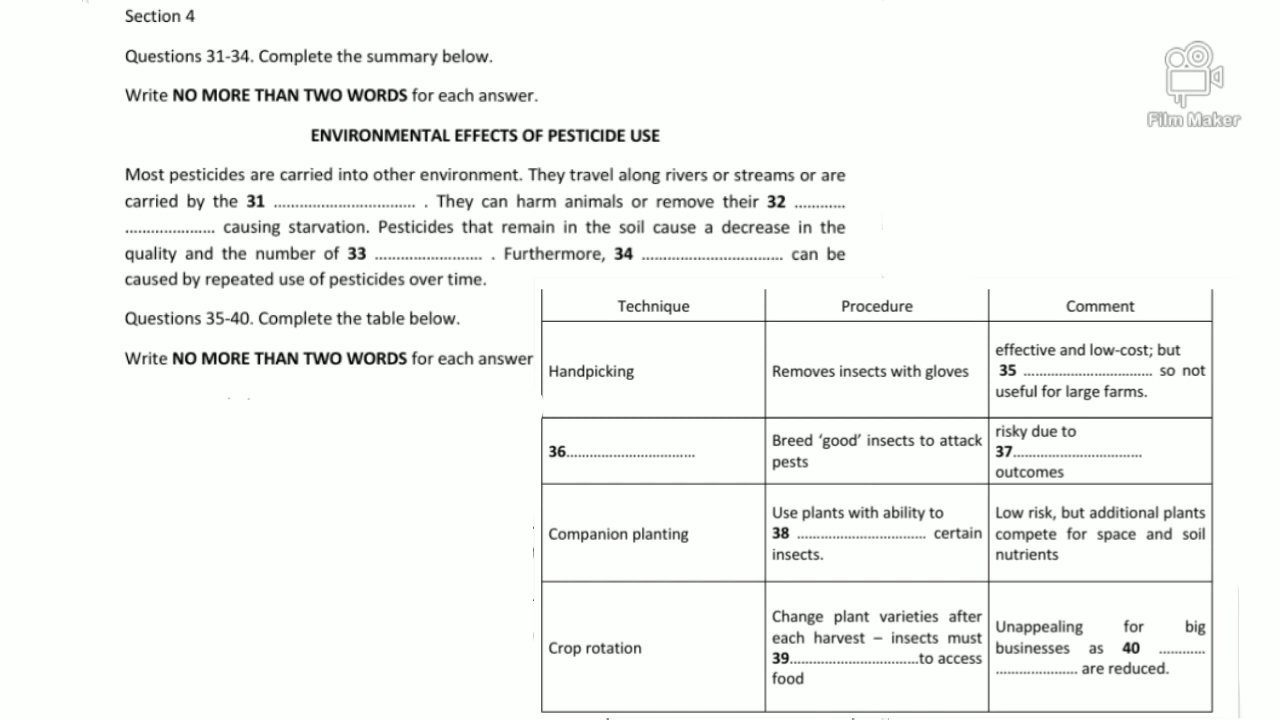 Section 4
Questions 31-34. Complete the summary below.
Write NO MORE THAN TWO WORDS for each answer.
Film Maker
ENVIRONMENTAL EFFECTS OF PESTICIDE USE
Most pesticides are carried into other environment. They travel along rivers or streams or are
carried by the 31 ................................. . They can harm animals or remove their 32 ............
..................... causing starvation. Pesticides that remain in the soil cause a decrease in the
quality and the number of 33 ......................... . Furthermore, 34 ................................. can be
caused by repeated use of pesticides over time.
Questions 35-40. Complete the table below.
Write NO MORE THAN TWO WORDS for each answer
Technique
Procedure
Comment
Handpicking
Removes insects with gloves
effective and low-cost; but
35 .............................. so not
useful for large farms.
36..............................
Breed ‘good’ insects to attack
pests
risky due to
37..............................
outcomes
Companion planting
Use plants with ability to
38 .............................. certain
insects.
Low risk, but additional plants
compete for space and soil
nutrients
Crop rotation
Change plant varieties after
each harvest – insects must
39..............................to access
food
Unappealing for big
businesses as 40 ...........
................... are reduced.